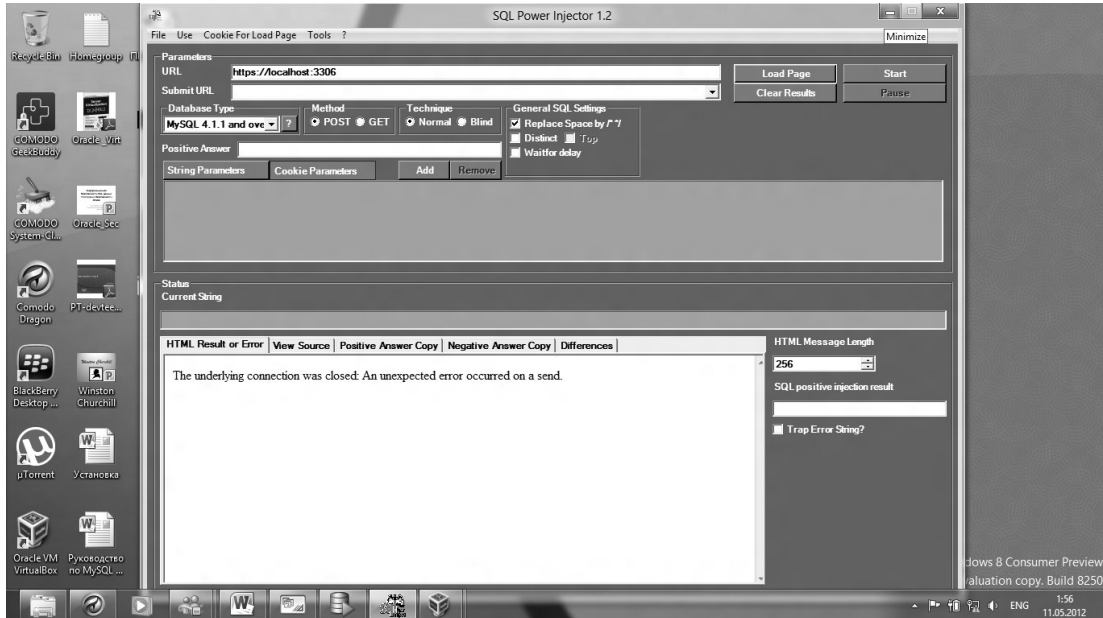 SQL Power Injector 1.2
File Use Cookie For Load Page Tools ?
Minimize
Recycle Bin
Homegroup
COMODO GeekBuddy
Oracle_Virt
COMODO System-Cl...
Oracle_Sec
Comodo Dragon
PT-devtee...
BlackBerry Desktop ...
Winston Churchill
µTorrent
Установка
Oracle VM VirtualBox
Руководство по MySQL ...
Parameters
URL https://localhost:3306
Load Page Start
Submit URL
Clear Results Pause
Database Type Method Technique General SQL Settings
MySQL 4.1.1 and ove ? POST GET Normal Blind Replace Space by /**/
Distinct Top
Positive Answer
Waitfor delay
String Parameters Cookie Parameters Add Remove
Status
Current String
HTML Result or Error View Source Positive Answer Copy Negative Answer Copy Differences
The underlying connection was closed: An unexpected error occurred on a send.
HTML Message Length
256
SQL positive injection result
Trap Error String?
dows 8 Consumer Preview
valuation copy. Build 8250
ENG
1:56
11.05.2012